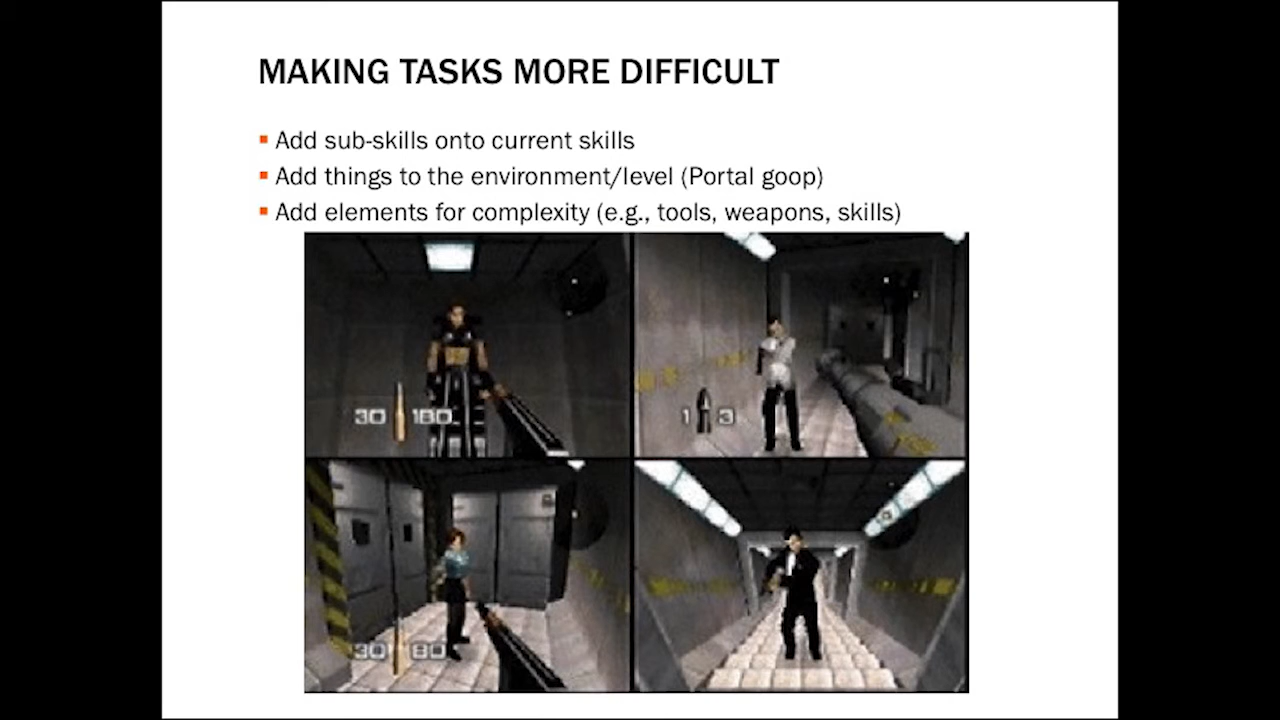 MAKING TASKS MORE DIFFICULT
▪ Add sub-skills onto current skills
▪ Add things to the environment/level (Portal goop)
▪ Add elements for complexity (e.g., tools, weapons, skills)
30 180
1 3
30 80